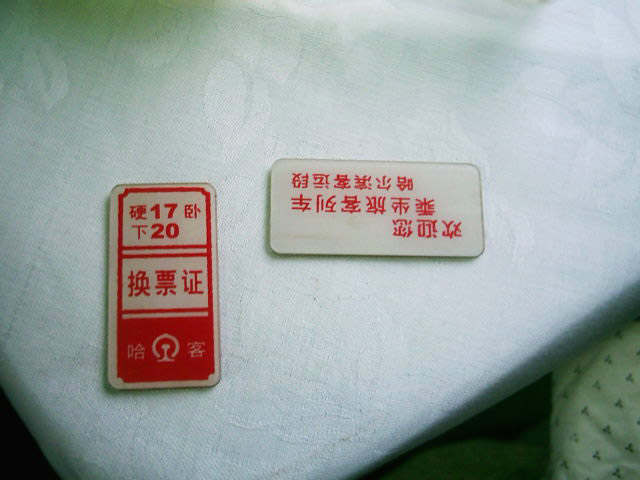 硬17卧
下20
换票证
哈 客
欢迎您
乘坐旅客列车
哈尔滨客运段